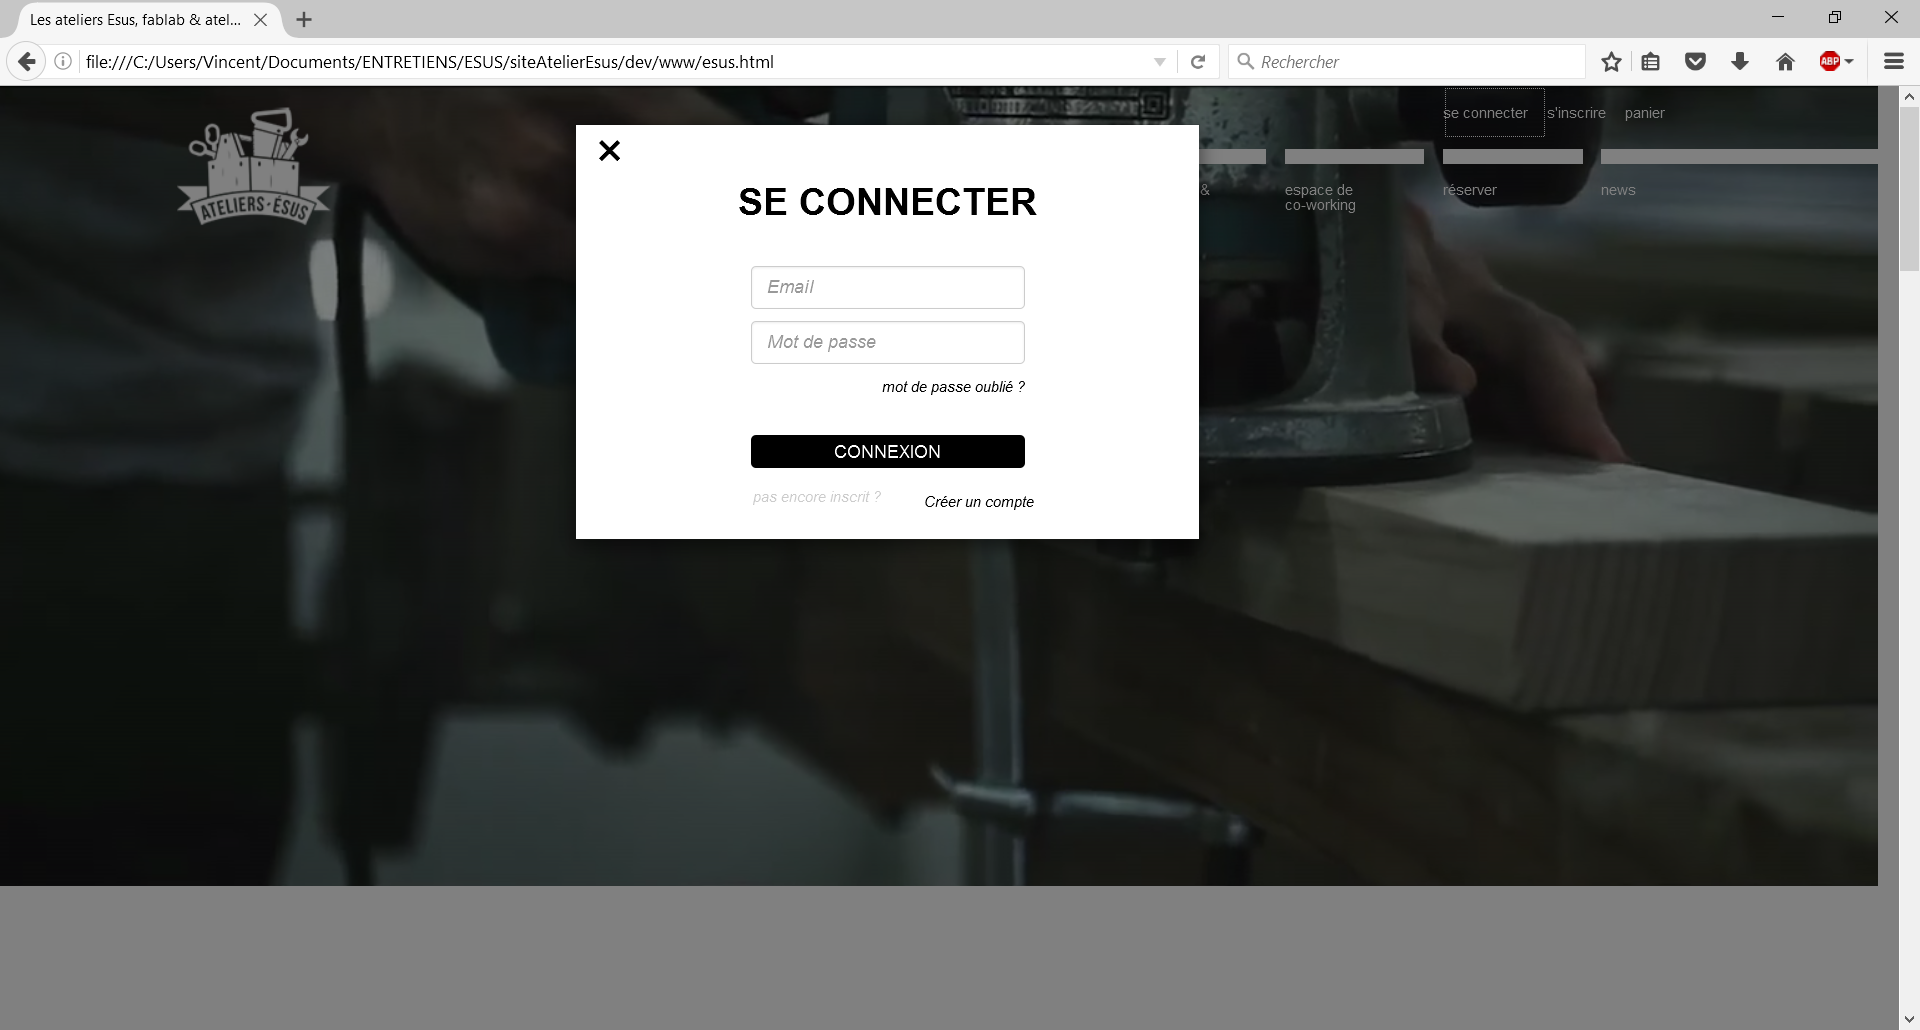 Les ateliers Esus, fablab & atel...
file:///C:/Users/Vincent/Documents/ENTRETIENS/ESUS/siteAtelierEsus/dev/www/esus.html
Rechercher
ABP
se connecter
s'inscrire
panier
ATELIERS·ÉSUS
&
espace de
co-working
réserver
news
SE CONNECTER
Email
Mot de passe
mot de passe oublié ?
CONNEXION
pas encore inscrit ?
Créer un compte